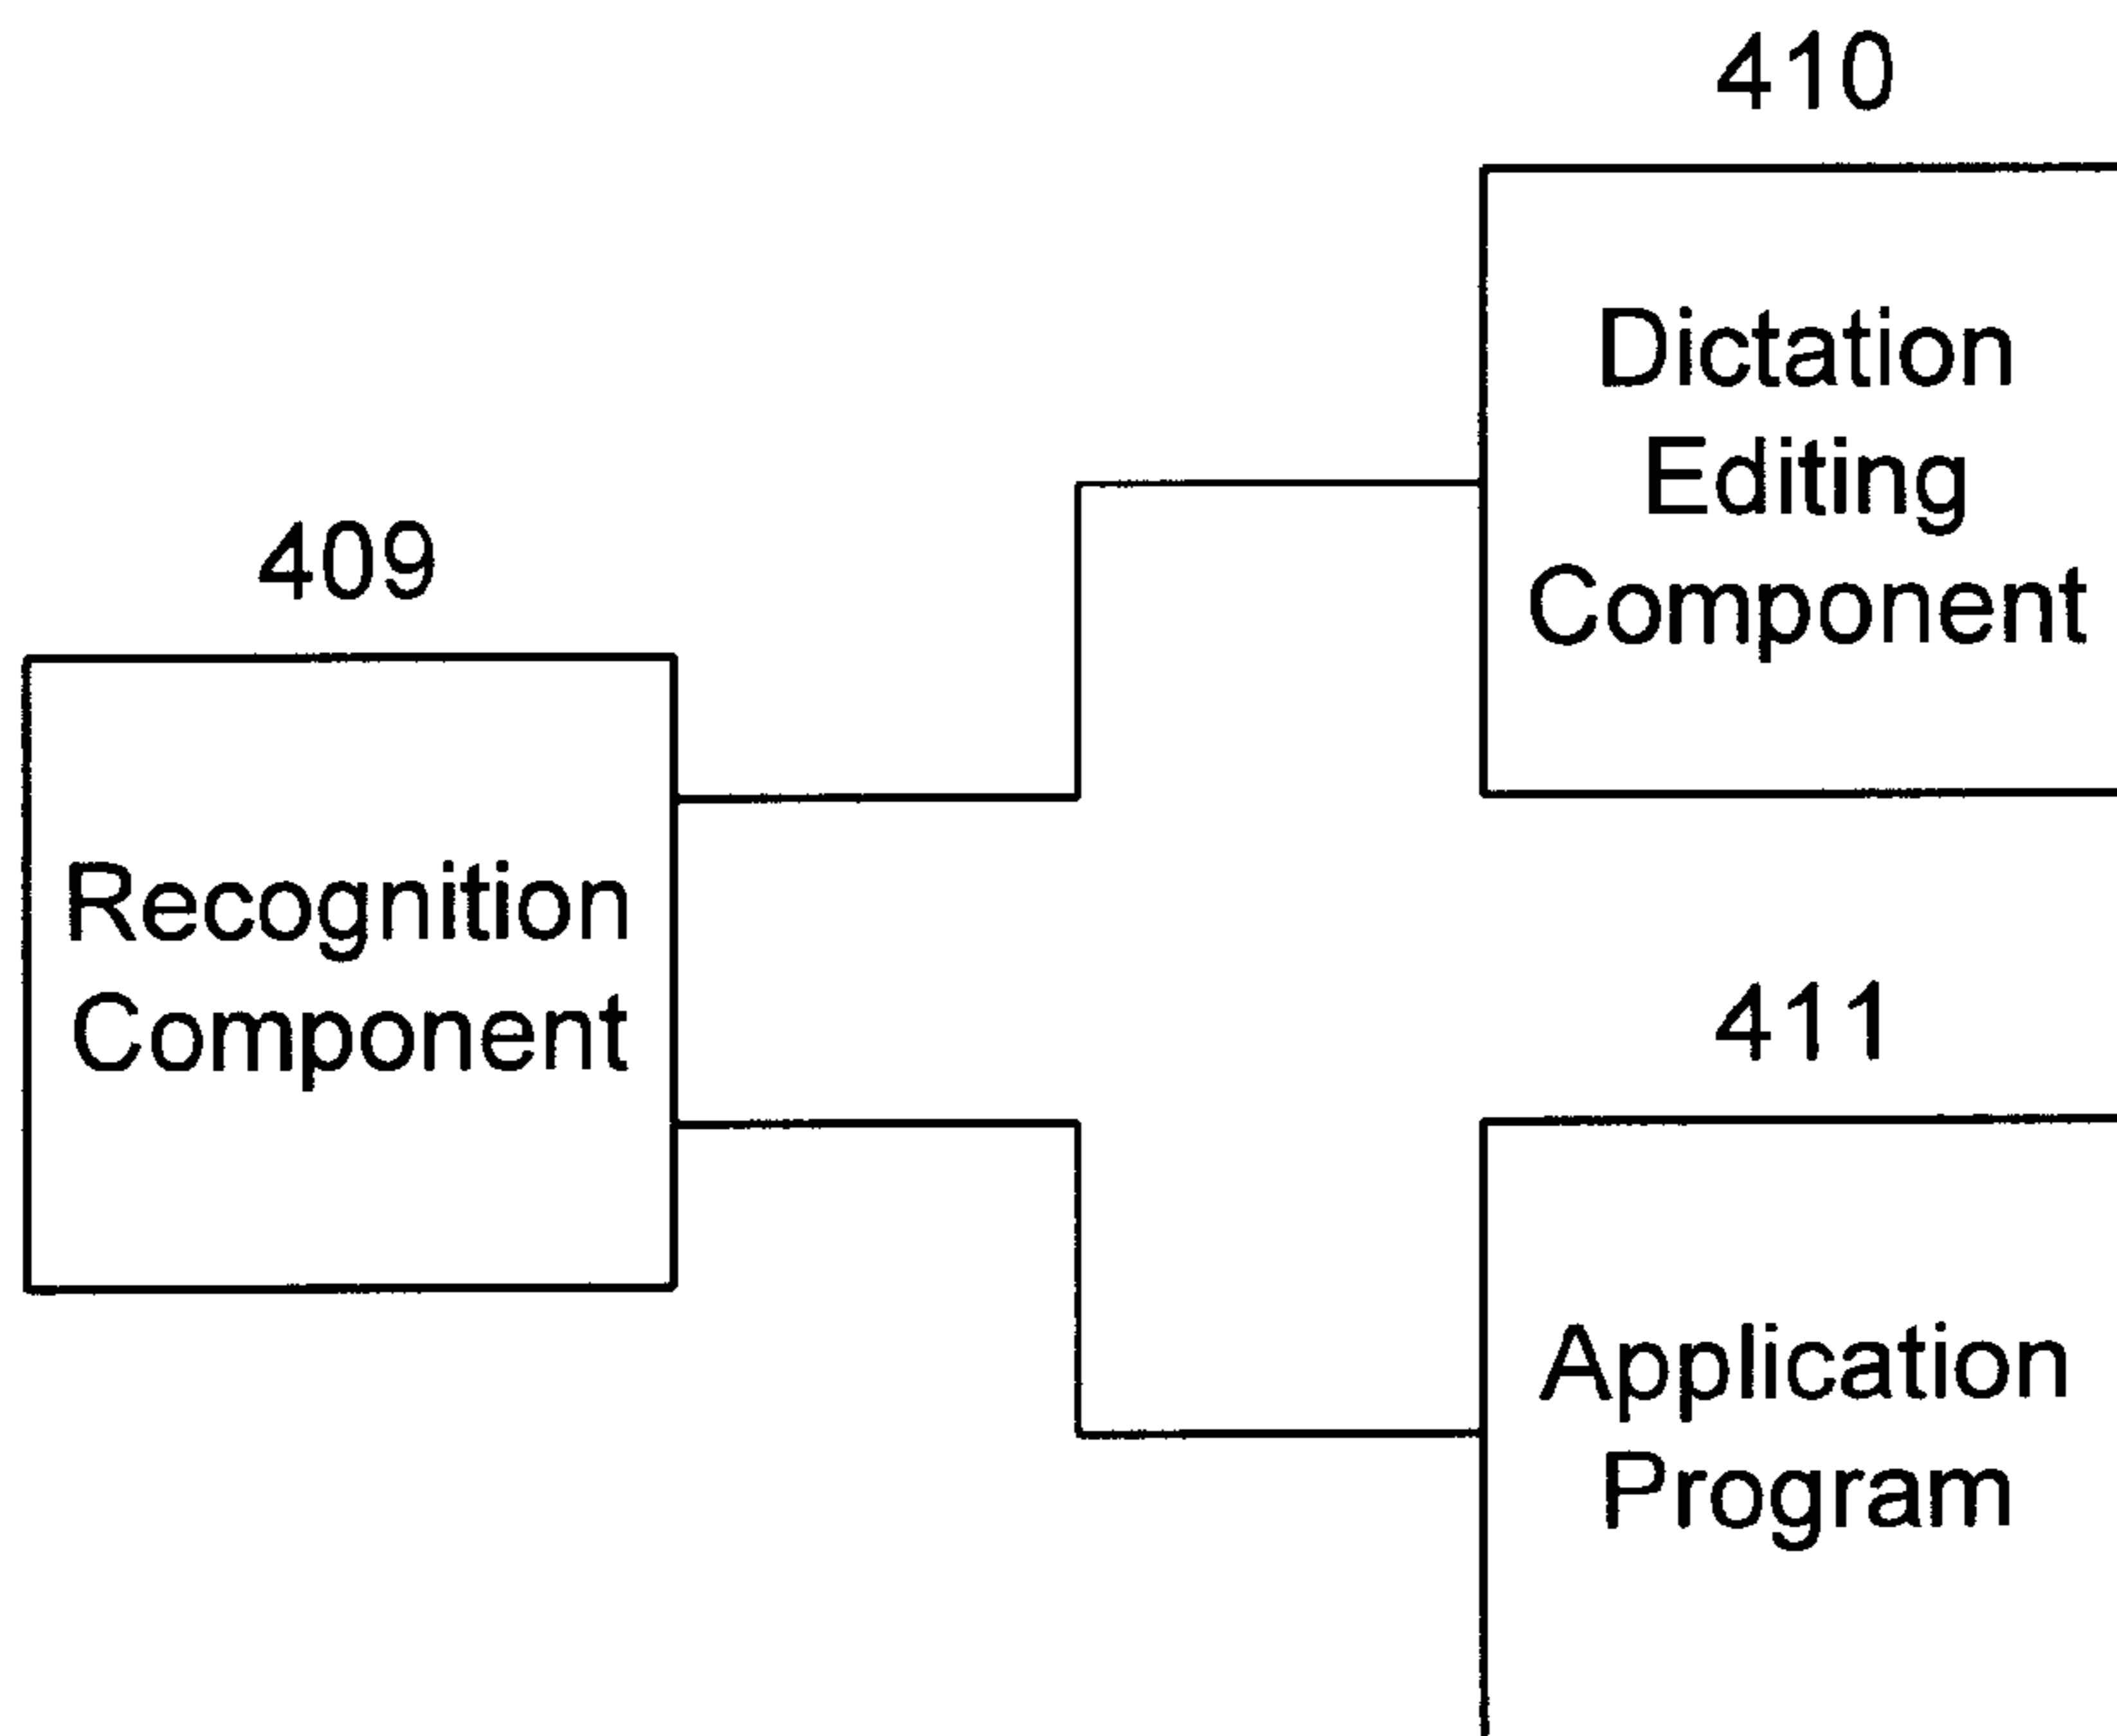 410
Dictation
Editing
Component
409
Recognition
Component
411
Application
Program